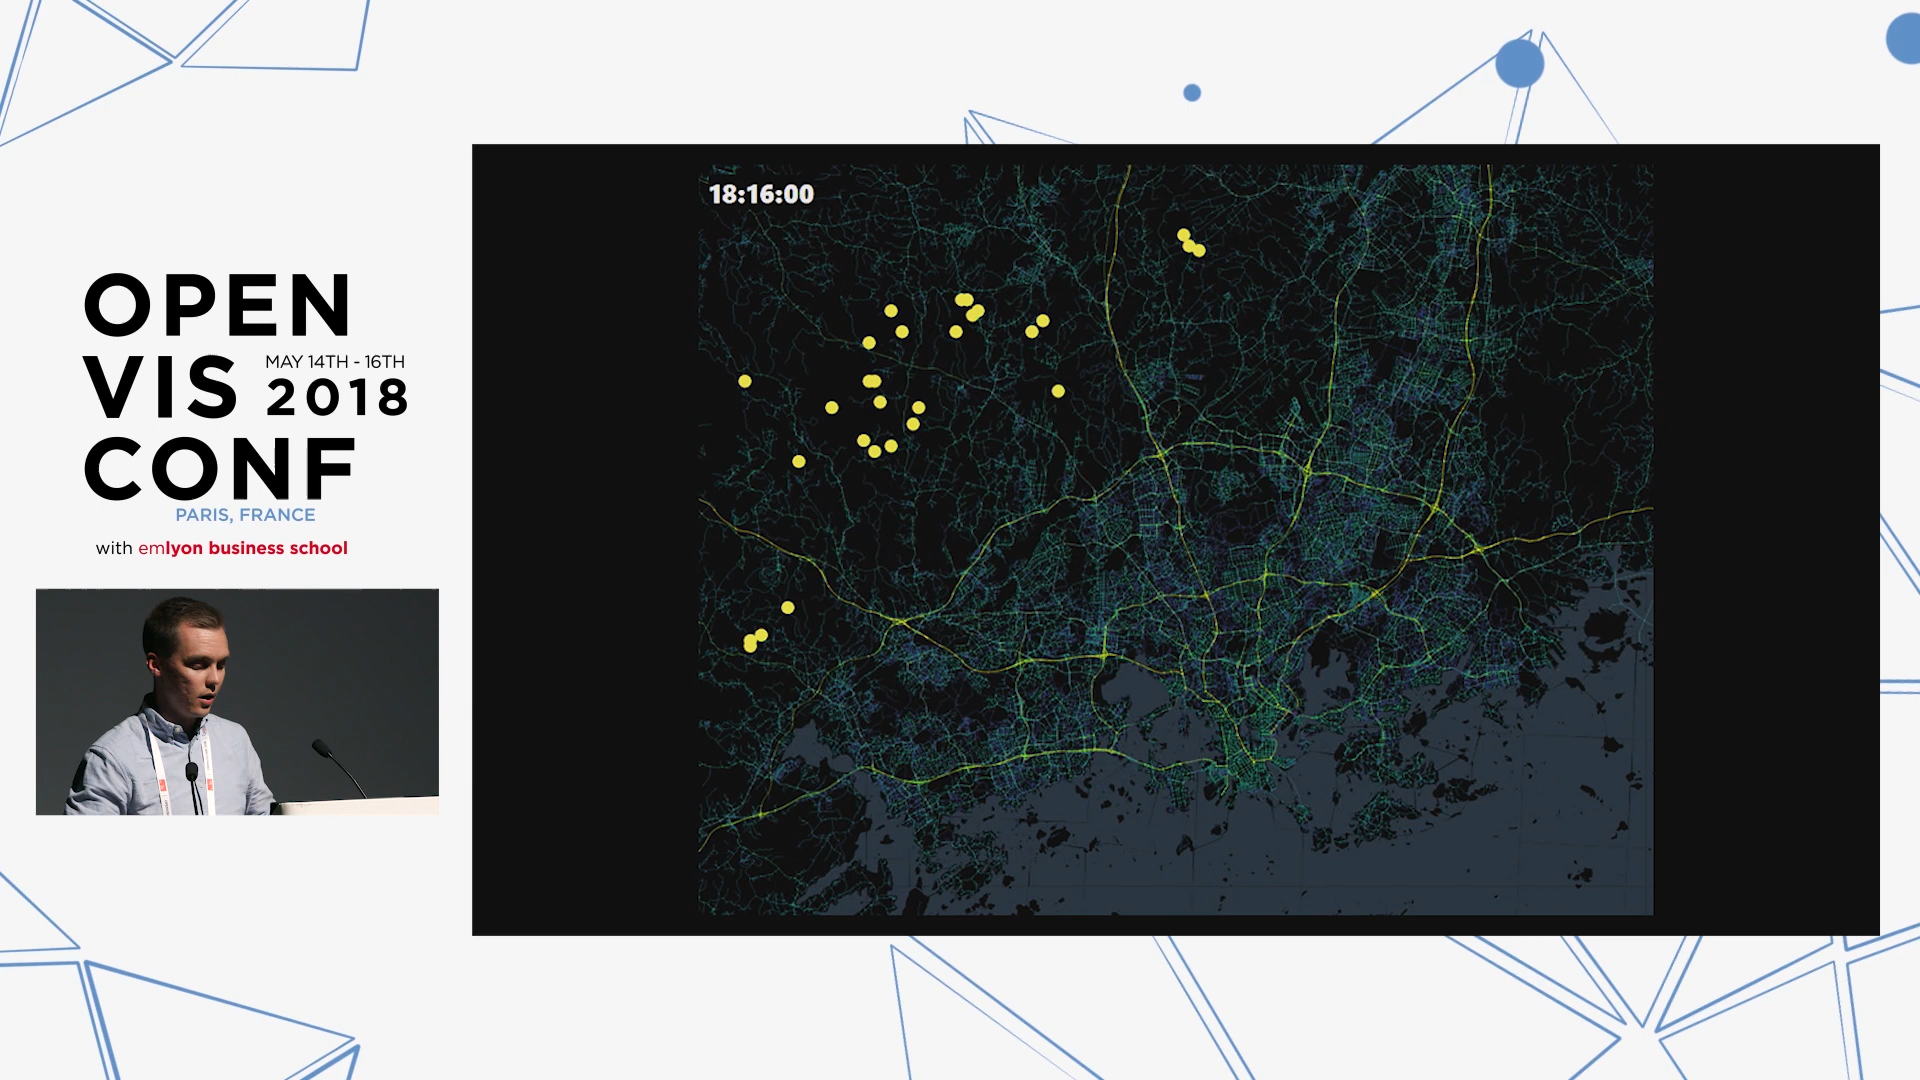 OPEN
VIS MAY 14TH - 16TH
2018
CONF
PARIS, FRANCE
with emlyon business school
18:16:00